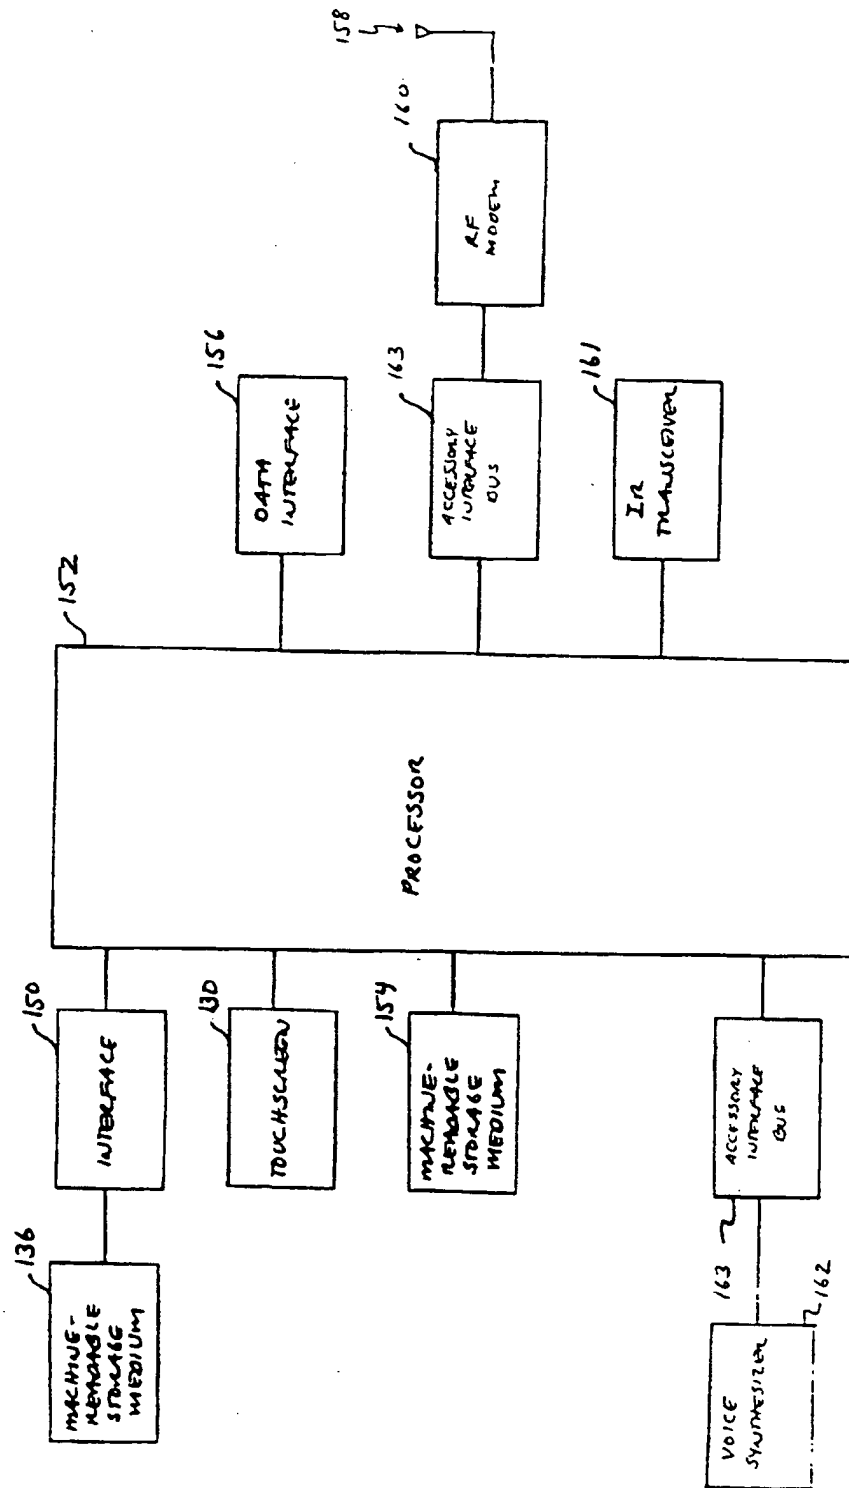 136
MACHINE-
READABLE
STORAGE
MEDIUM
150
INTERFACE
130
TOUCHSCREEN
154
MACHINE-
READABLE
STORAGE
MEDIUM
VOICE
SYNTHESIZER
162
163
ACCESSORY
INTERFACE
BUS
152
PROCESSOR
156
DATA
INTERFACE
163
ACCESSORY
INTERFACE
BUS
161
IR
TRANSCEIVER
160
RF
MODEM
158